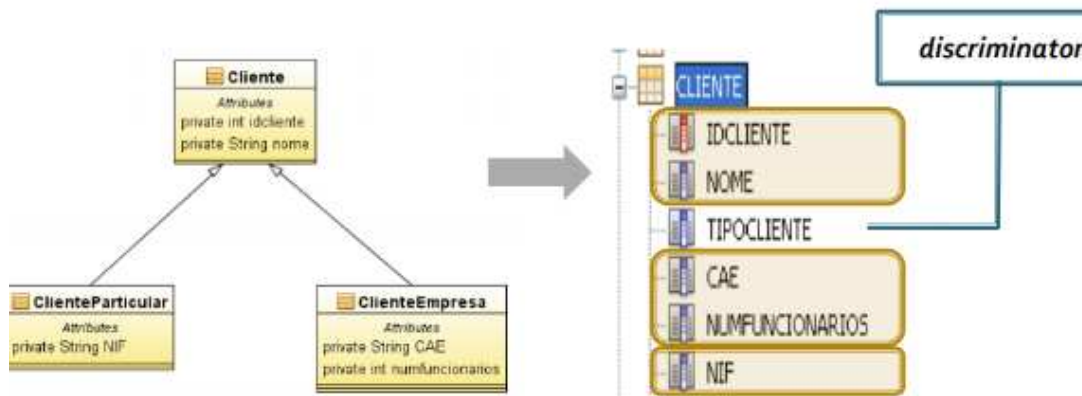 Cliente
Attributes
private int idcliente
private String nome
ClienteParticular
Attributes
private String NIF
ClienteEmpresa
Attributes
private String CAE
private int numfuncionarios
CLIENTE
IDCLIENTE
NOME
TIPOCLIENTE
CAE
NUMFUNCIONARIOS
NIF
discriminator